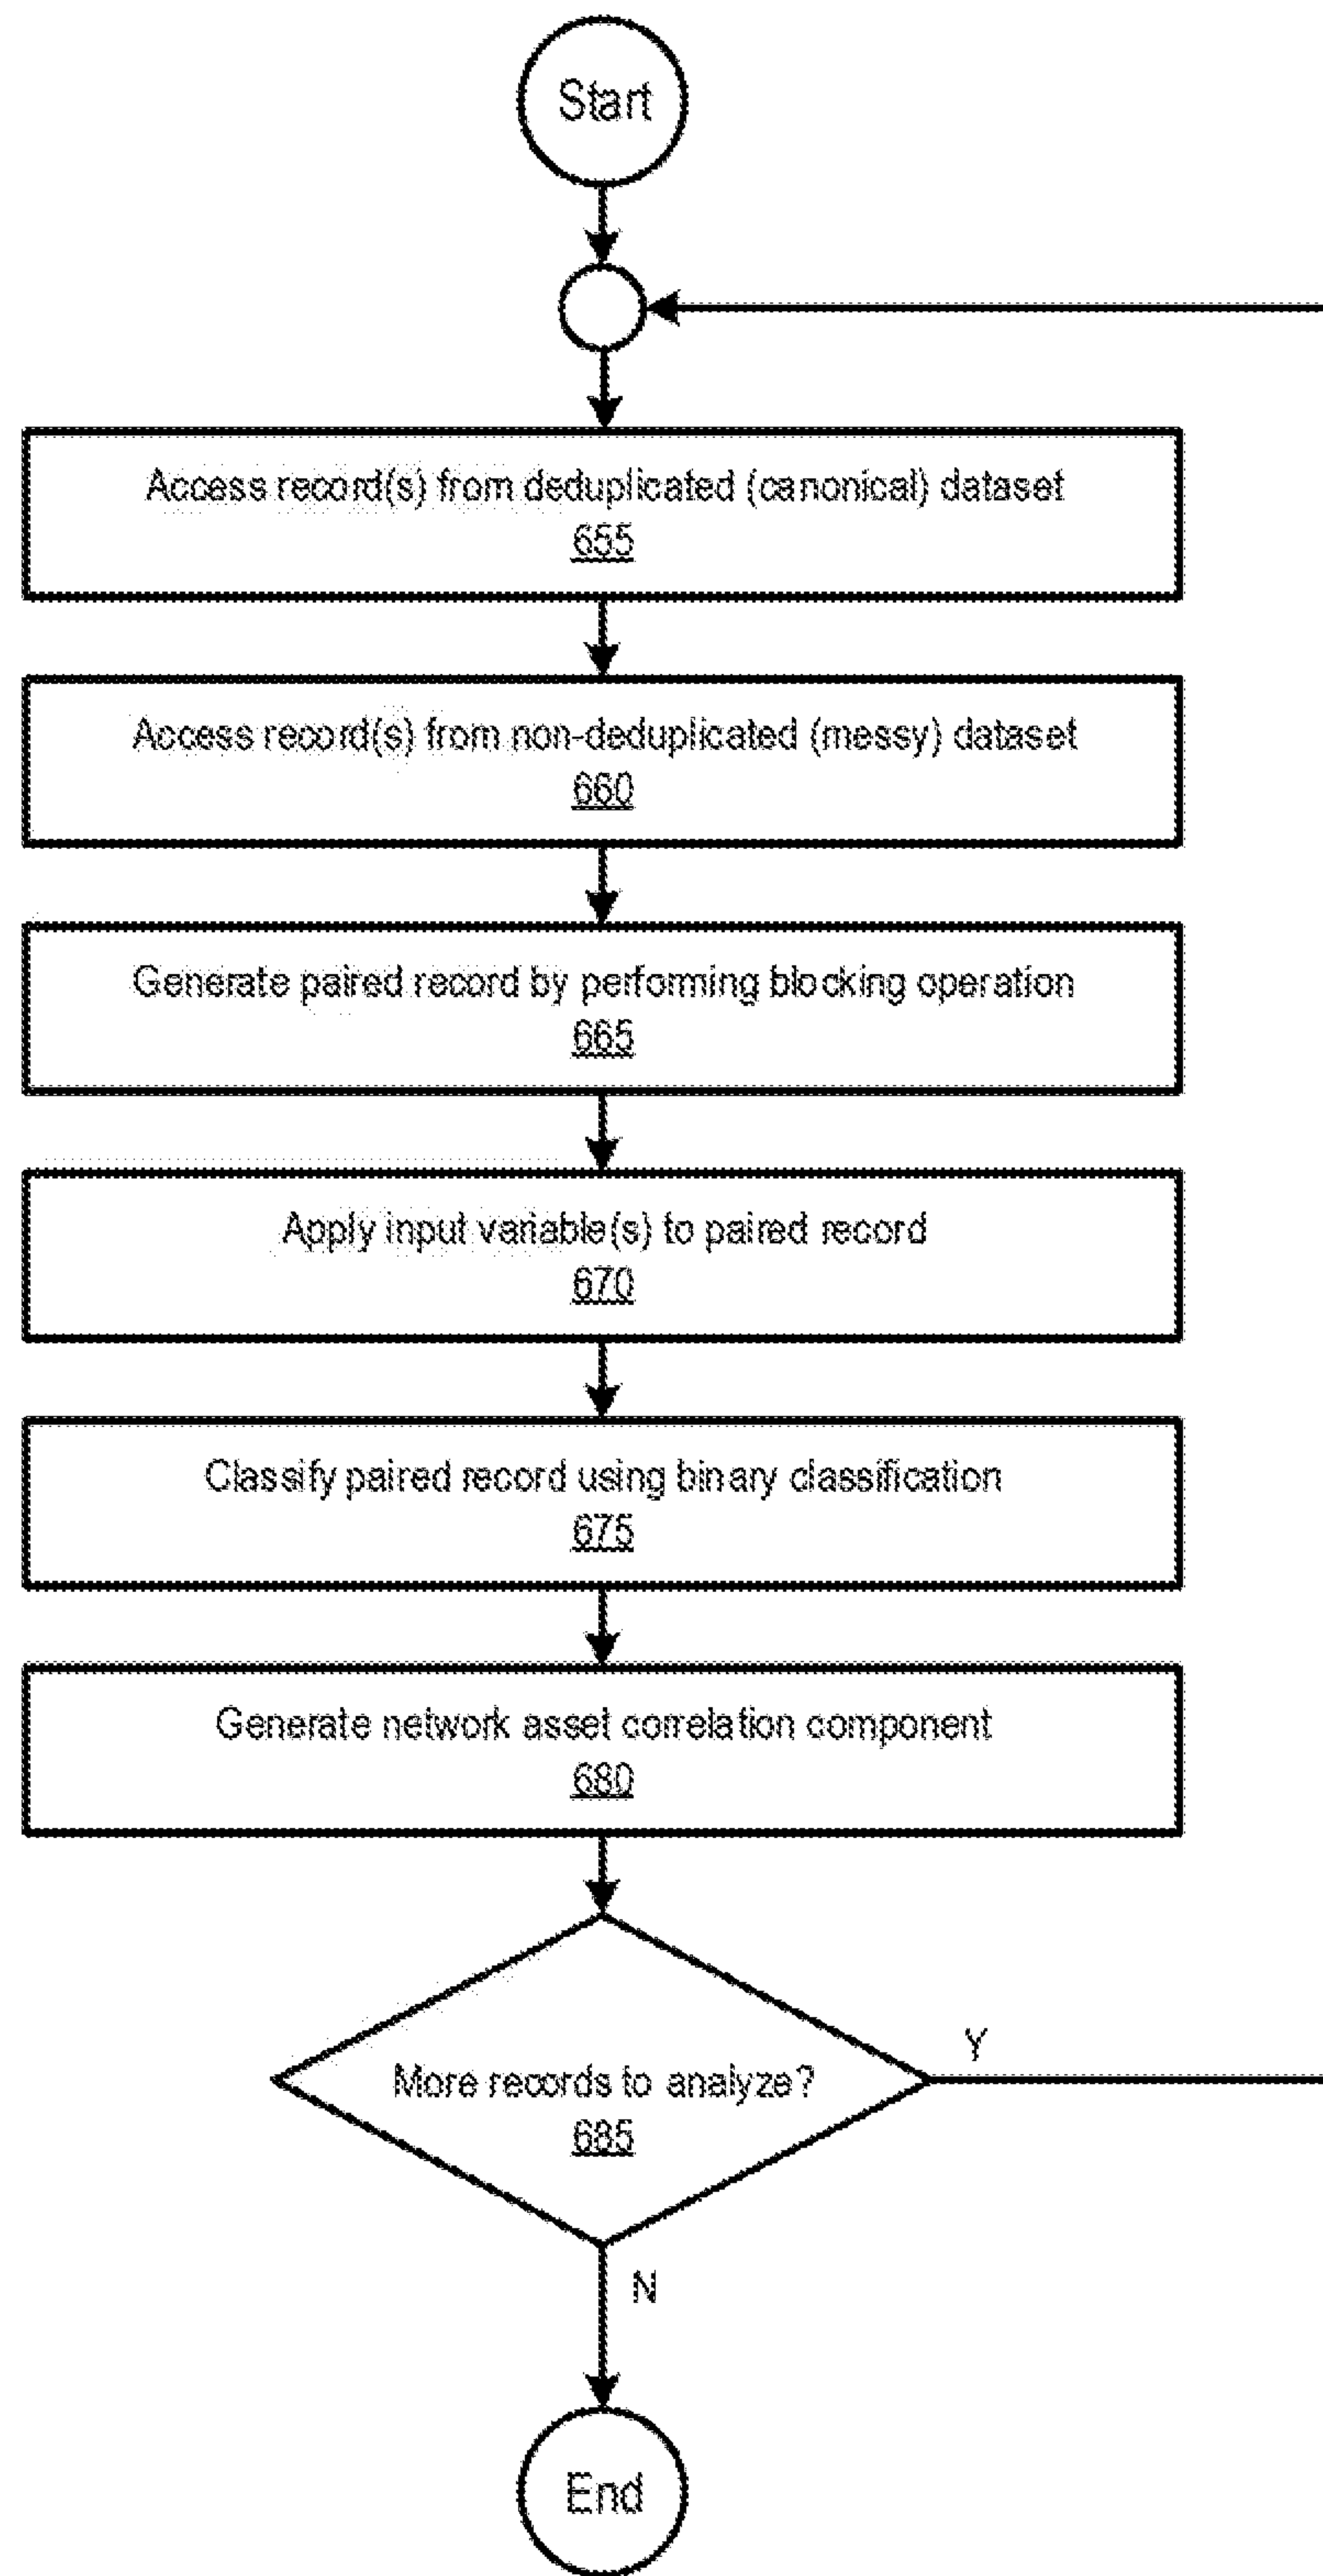 Start
Access record(s) from deduplicated (canonical) dataset
655
Access record(s) from non-deduplicated (messy) dataset
660
Generate paired record by performing blocking operation
665
Apply input variable(s) to paired record
670
Classify paired record using binary classification
675
Generate network asset correlation component
680
Y
More records to analyze?
685
N
End